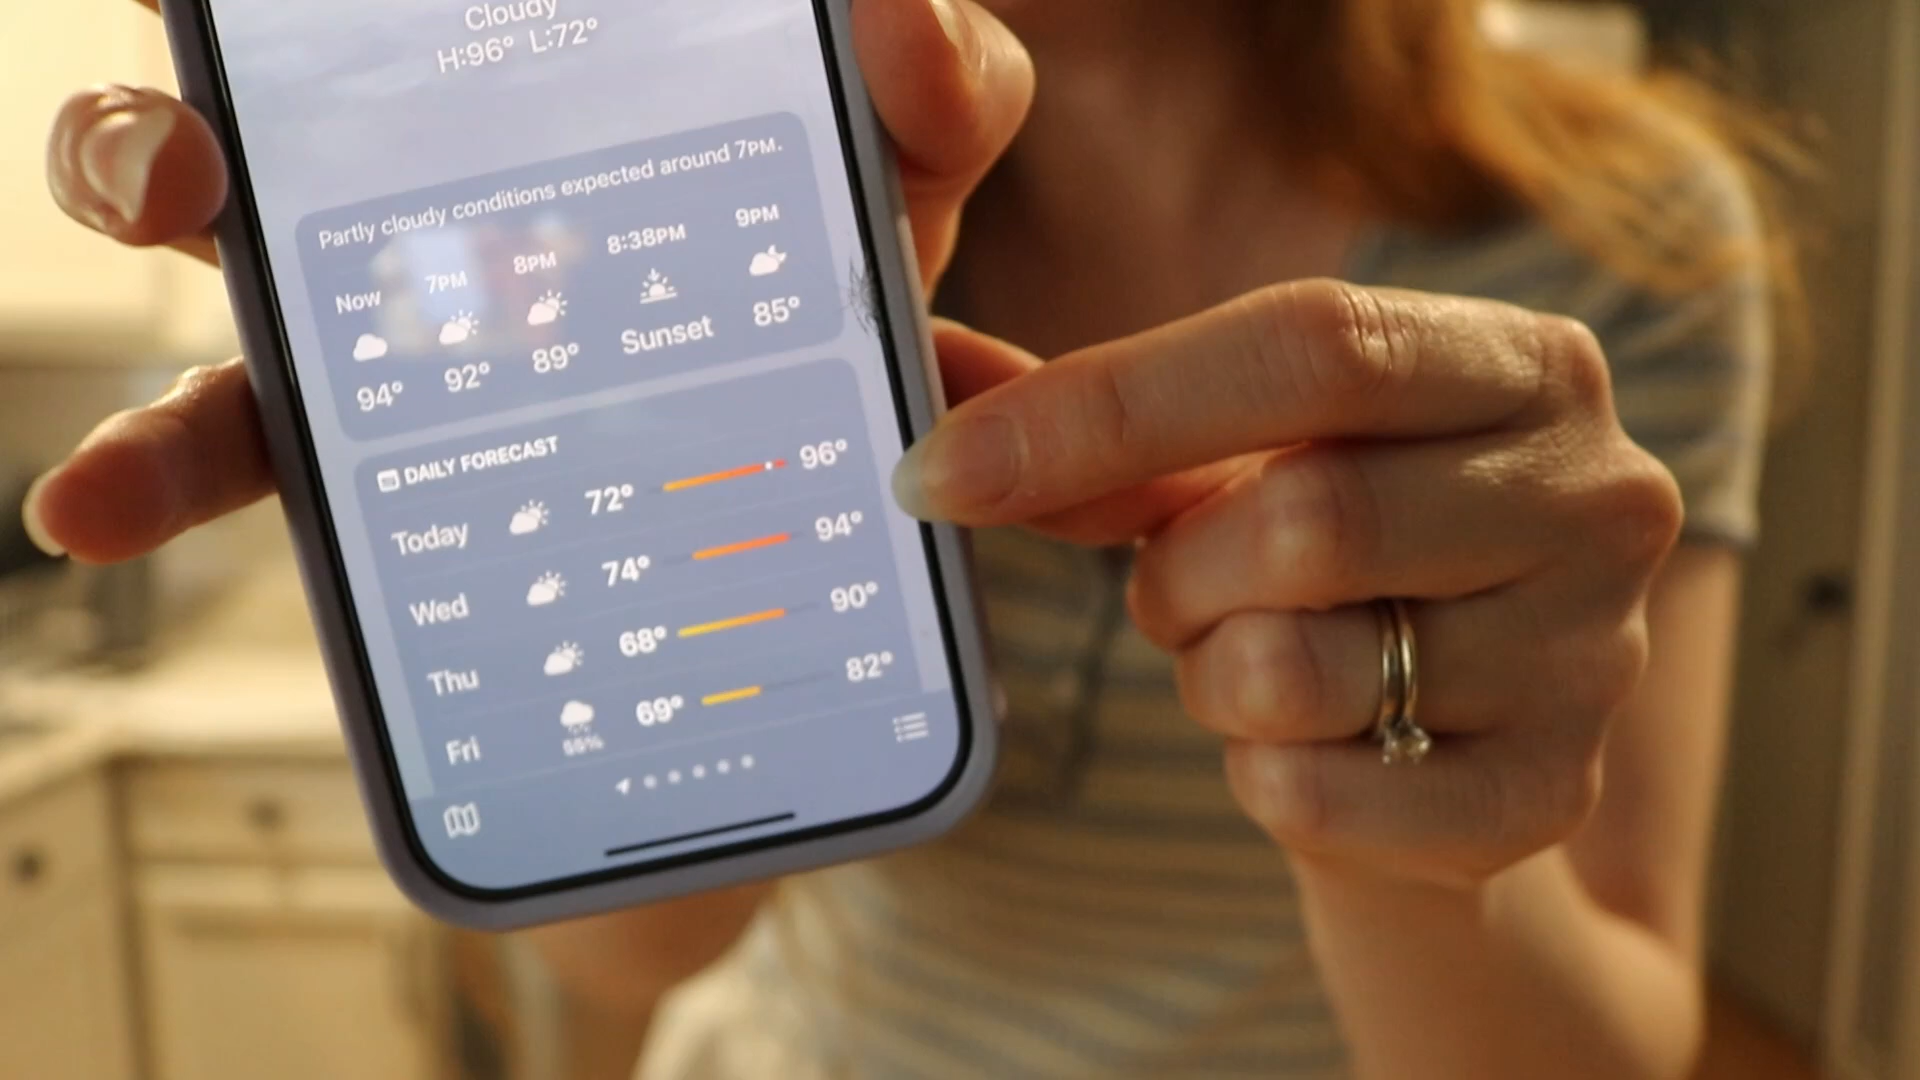 Cloudy
H:96° L:72°
Partly cloudy conditions expected around 7PM.
Now 7PM 8PM 8:38PM 9PM
94° 92° 89° Sunset 85°
DAILY FORECAST
Today 72° 96°
Wed 74° 94°
Thu 68° 90°
Fri 69° 82°